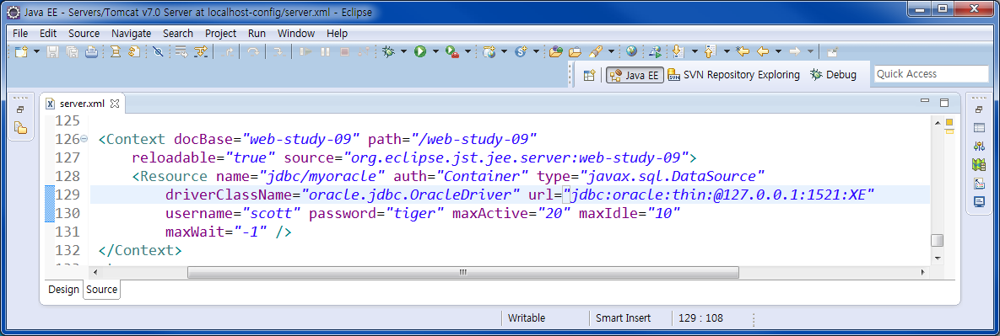 Java EE - Servers/Tomcat v7.0 Server at localhost-config/server.xml - Eclipse
File Edit Source Navigate Search Project Run Window Help
Java EE SVN Repository Exploring Debug Quick Access
server.xml
125
126 <Context docBase="web-study-09" path="/web-study-09"
127 reloadable="true" source="org.eclipse.jst.jee.server:web-study-09">
128 <Resource name="jdbc/myoracle" auth="Container" type="javax.sql.DataSource"
129 driverClassName="oracle.jdbc.OracleDriver" url="jdbc:oracle:thin:@127.0.0.1:1521:XE"
130 username="scott" password="tiger" maxActive="20" maxIdle="10"
131 maxWait="-1" />
132 </Context>
Design Source
Writable Smart Insert 129 : 108